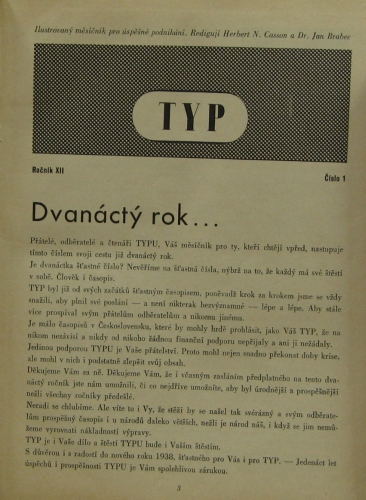 Ilustrovaný měsíčník pro úspěšné podnikání. Redigují Herbert N. Casson a Dr. Jan Brabec
TYP
Ročník XII
Číslo 1
Dvanáctý rok...
Přátelé, odběratelé a čtenáři TYPU, Váš měsíčník pro ty, kteří chtějí vpřed, nastupuje
tímto číslem svoji cestu již dvanáctý rok.
Je dvanáctka šťastné číslo? Nevěříme na šťastná čísla, nýbrž na to, že každý má své štěstí
v sobě. Člověk i časopis.
TYP byl již od svých začátků šťastným časopisem, poněvadž krok za krokem jsme se vždy
snažili, aby plnil své poslání — a není nikterak bezvýznamné — lépe a lépe. Aby stále
více prospíval svým přátelům odběratelům a nikomu jinému.
Je málo časopisů v Československu, které by mohly hrdě prohlásit, jako Váš TYP, že na
nikom nezávisí a nikdy od nikoho žádnou finanční podporu nepřijaly a ani ji nežádaly.
Jedinou podporou TYPU je Vaše přátelství. Proto mohl nejen snadno překonat doby krise,
ale mohl v nich i podstatně zlepšit svůj obsah.
Děkujeme Vám za ně. Děkujeme Vám, že i včasným zasláním předplatného na tento dva-
náctý ročník jste nám umožnili, či co nejdříve umožníte, aby byl úrodnější a prospěšnější
nežli všechny ročníky předešlé.
Neradi se chlubíme. Ale víte to i Vy, že stěží by se našel tak svérázný a svým odběrate-
lům prospěšný časopis i u národů daleko větších, nežli je národ náš, i když se jim nemů-
žeme vyrovnati nákladností výpravy.
TYP je i Vaše dílo a štěstí TYPU bude i Vaším štěstím.
S důvěrou i s radostí do nového roku 1938, šťastného pro Vás i pro TYP. — Jedenáct let
úspěchů i prospěšnosti TYPU je Vám spolehlivou zárukou.
3